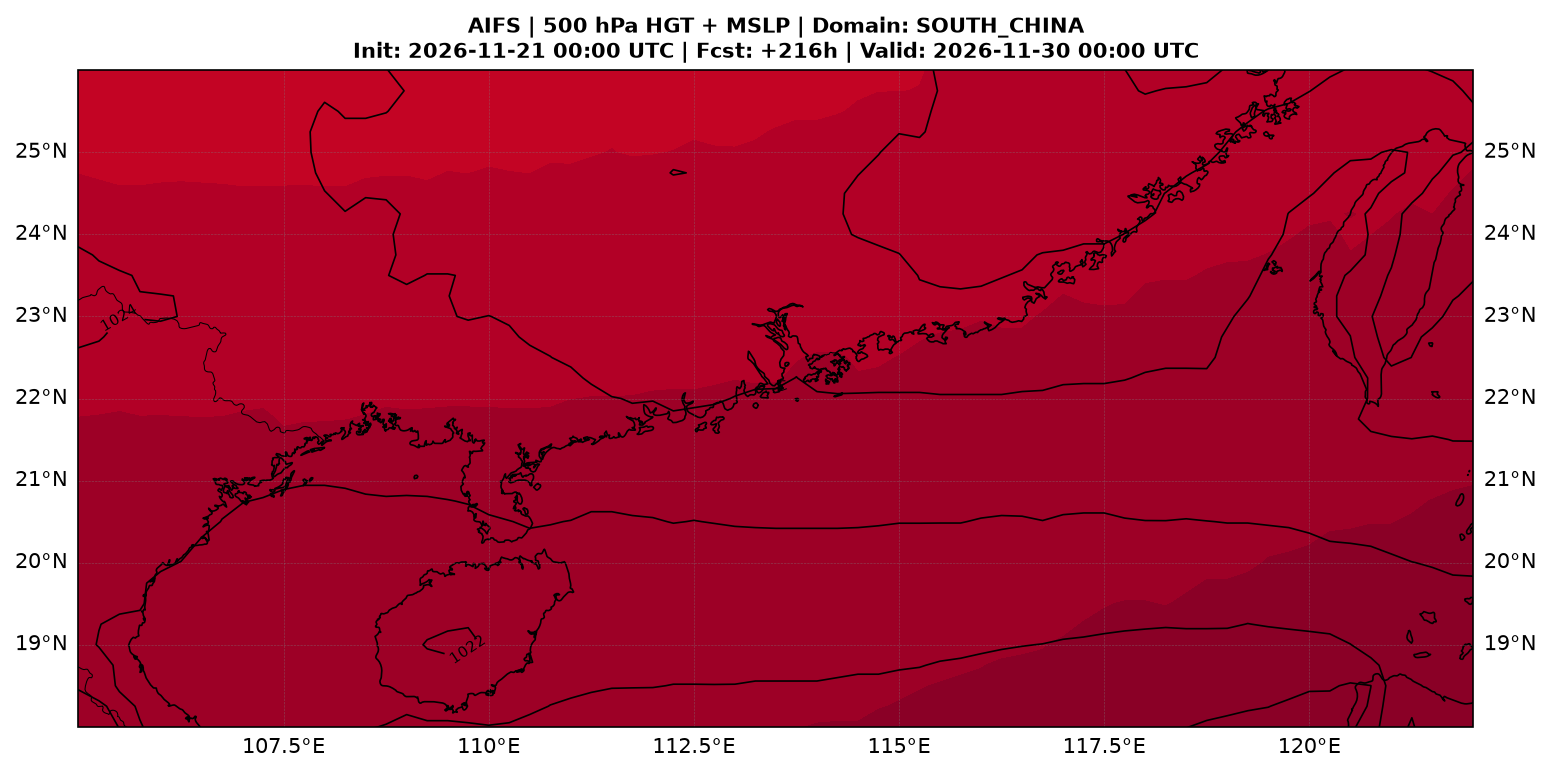 AIFS | 500 hPa HGT + MSLP | Domain: SOUTH_CHINA
Init: 2026-11-21 00:00 UTC | Fcst: +216h | Valid: 2026-11-30 00:00 UTC
25°N 25°N
24°N 24°N
1024
23°N 23°N
22°N 22°N
21°N 21°N
20°N 20°N
1022
19°N 19°N
107.5°E 110°E 112.5°E 115°E 117.5°E 120°E